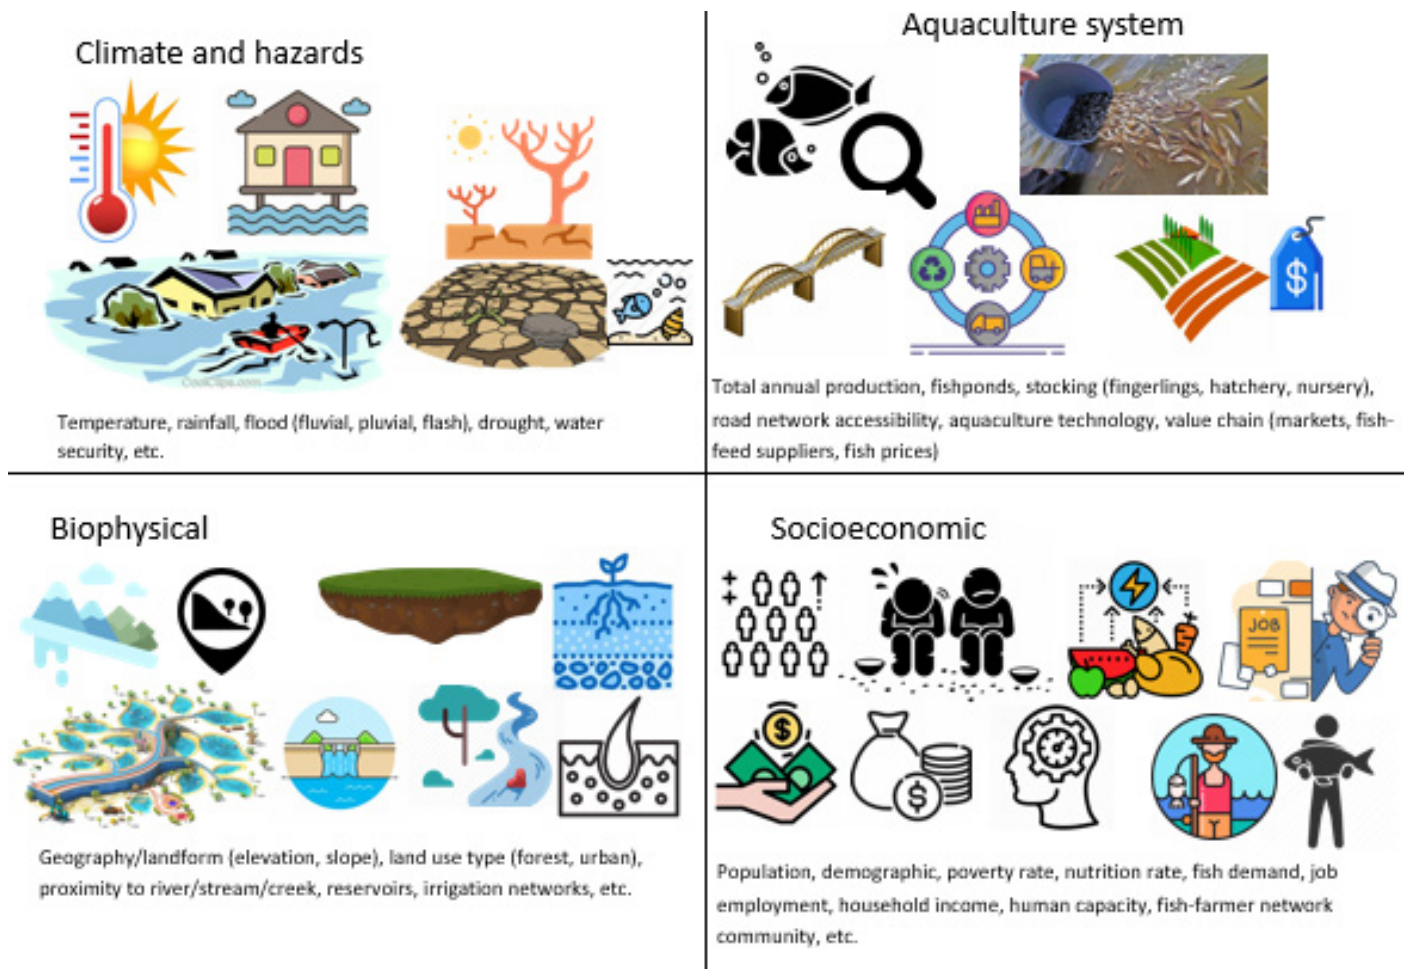 Climate and hazards
CoolClips.com
Temperature, rainfall, flood (fluvial, pluvial, flash), drought, water
security, etc.
Aquaculture system
$
Total annual production, fishponds, stocking (fingerlings, hatchery, nursery),
road network accessibility, aquaculture technology, value chain (markets, fish-
feed suppliers, fish prices)
Biophysical
Geography/landform (elevation, slope), land use type (forest, urban),
proximity to river/stream/creek, reservoirs, irrigation networks, etc.
Socioeconomic
JOB
$
$
Population, demographic, poverty rate, nutrition rate, fish demand, job
employment, household income, human capacity, fish-farmer network
community, etc.